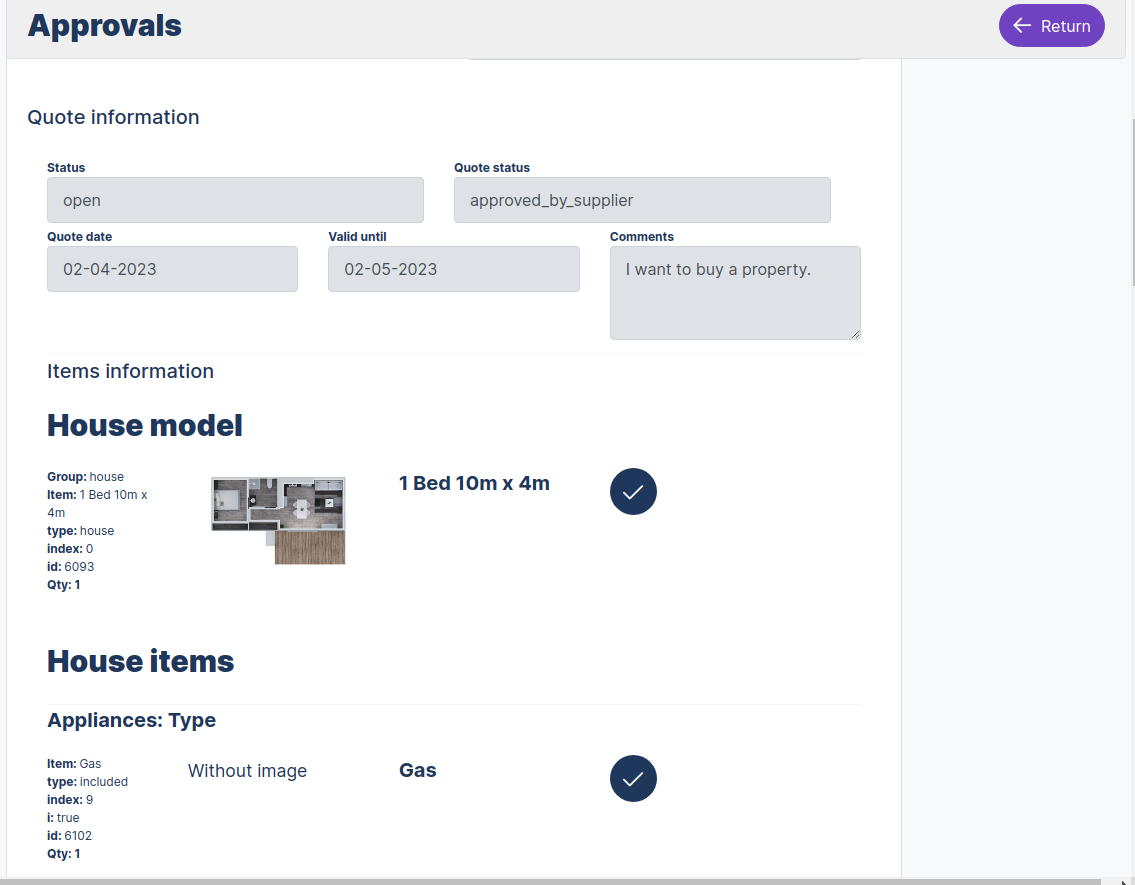 Approvals
Return
Quote information
Status
Quote status
open
approved_by_supplier
Quote date
Valid until
Comments
02-04-2023
02-05-2023
I want to buy a property.
Items information
House model
Group: house
Item: 1 Bed 10m x
4m
type: house
index: 0
id: 6093
Qty: 1
1 Bed 10m x 4m
House items
Appliances: Type
Item: Gas
type: included
index: 9
i: true
id: 6102
Qty: 1
Without image
Gas